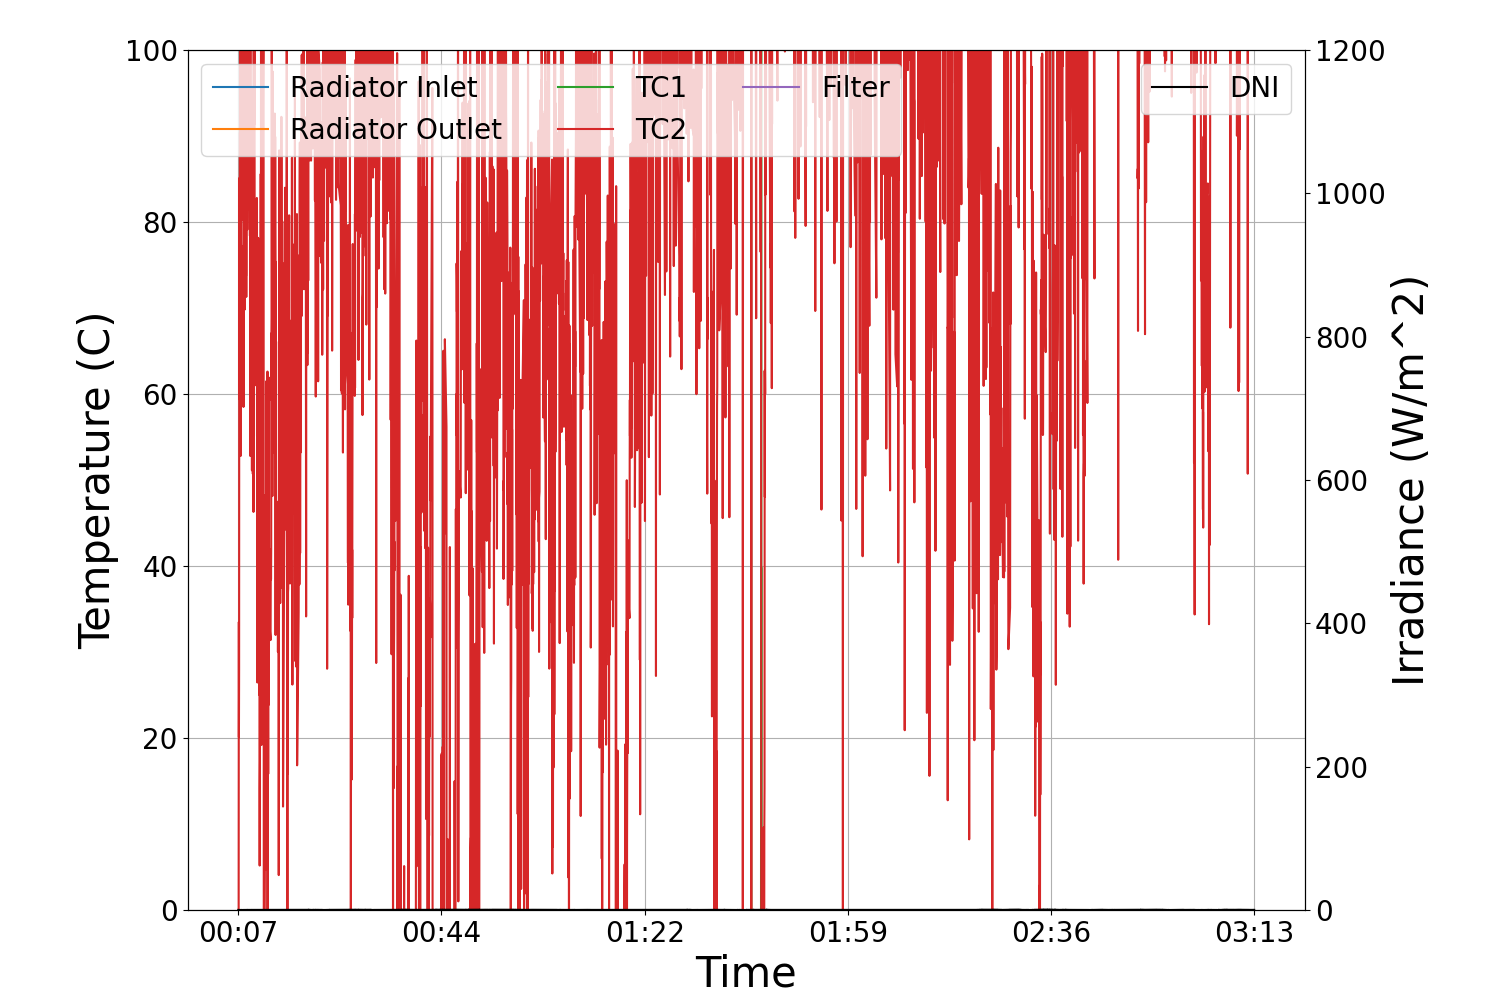 100
80
60
40
20
0
Temperature (C)
Radiator Inlet
Radiator Outlet
TC1
TC2
Filter
DNI
1200
1000
800
600
400
200
0
Irradiance (W/m^2)
00:07
00:44
01:22
01:59
02:36
03:13
Time